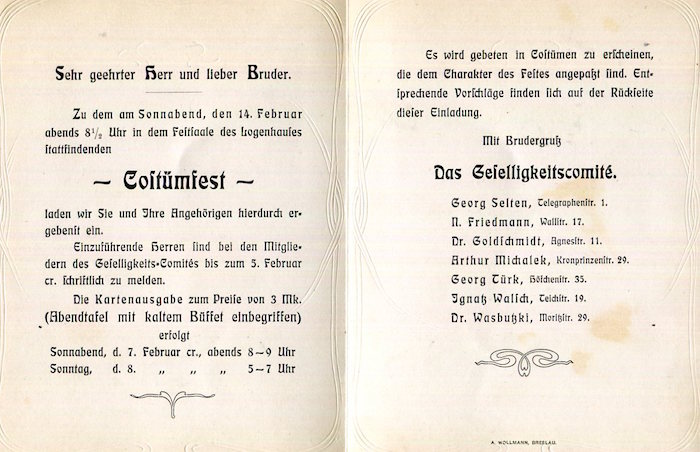 Sehr geehrter Herr und lieber Bruder.
Zu dem am Sonnabend, den 14. Februar
abends 8½ Uhr in dem Festsaale des Logenhauses
stattfindenden
~ Costümfest ~
laden wir Sie und Ihre Angehörigen hierdurch er-
gebenst ein.
Einzuführende Herren sind bei den Mitglie-
dern des Geselligkeits-Comités bis zum 5. Februar
cr. schriftlich zu melden.
Die Kartenausgabe zum Preise von 3 Mk.
(Abendtafel mit kaltem Büffet einbegriffen)
erfolgt
Sonnabend, d. 7. Februar cr., abends 8–9 Uhr
Sonntag, d. 8. „ „ „ 5–7 Uhr
Es wird gebeten in Costümen zu erscheinen,
die dem Charakter des Festes angepaßt sind. Ent-
sprechende Vorschläge finden sich auf der Rückseite
dieser Einladung.
Mit Brudergruß
Das Geselligkeitscomité.
Georg Selten, Telegraphenstr. 1.
N. Friedmann, Wallstr. 17.
Dr. Goldschmidt, Agnesstr. 11.
Arthur Michalek, Kronprinzenstr. 29.
Georg Türk, Höfchenstr. 35.
Ignatz Walsch, Teichstr. 19.
Dr. Wasbutzki, Moritzstr. 29.
A. WOLLMANN, BRESLAU.